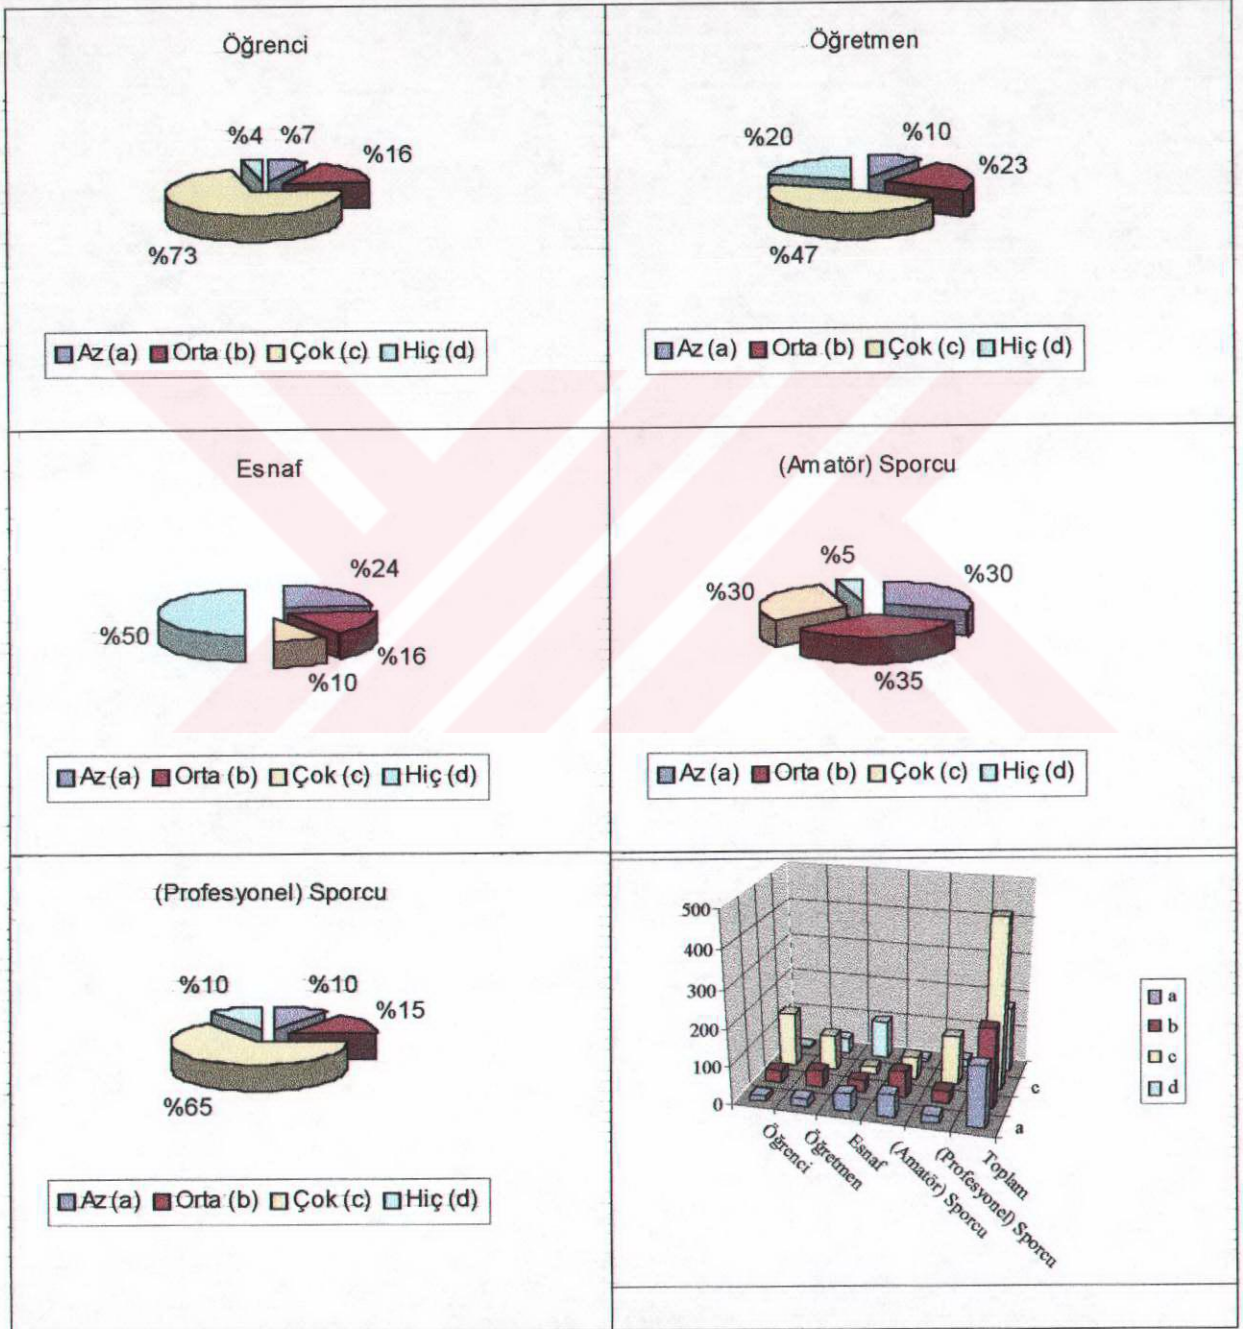 Öğrenci
%4 %7
%16
%73
Az (a) Orta (b) Çok (c) Hiç (d)
Öğretmen
%20 %10
%23
%47
Az (a) Orta (b) Çok (c) Hiç (d)
Esnaf
%24
%50
%16
%10
Az (a) Orta (b) Çok (c) Hiç (d)
(Amatör) Sporcu
%5
%30 %30
%35
Az (a) Orta (b) Çok (c) Hiç (d)
(Profesyonel) Sporcu
%10 %10
%15
%65
Az (a) Orta (b) Çok (c) Hiç (d)
500
400
300
200
100
0
Öğrenci
Öğretmen
Esnaf
(Amatör) Sporcu
(Profesyonel) Sporcu
Toplam
c
a
a
b
c
d